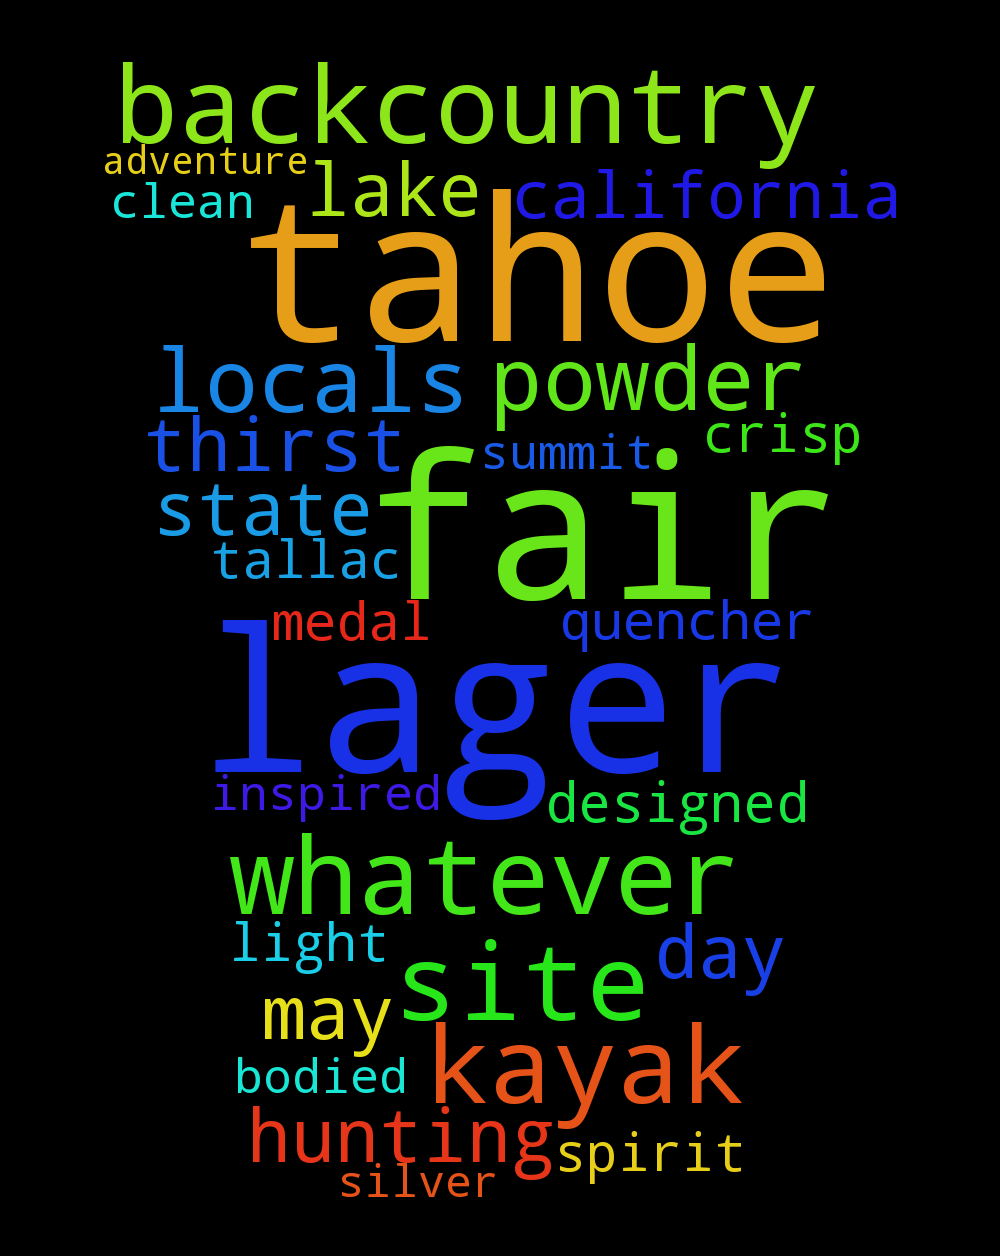 backcountry
adventure
clean lake california
tahoe
locals powder
thirst summit crisp
state fair
tallac
medal quencher
lager
inspired designed
whatever
light site day
may
bodied kayak
hunting spirit
silver